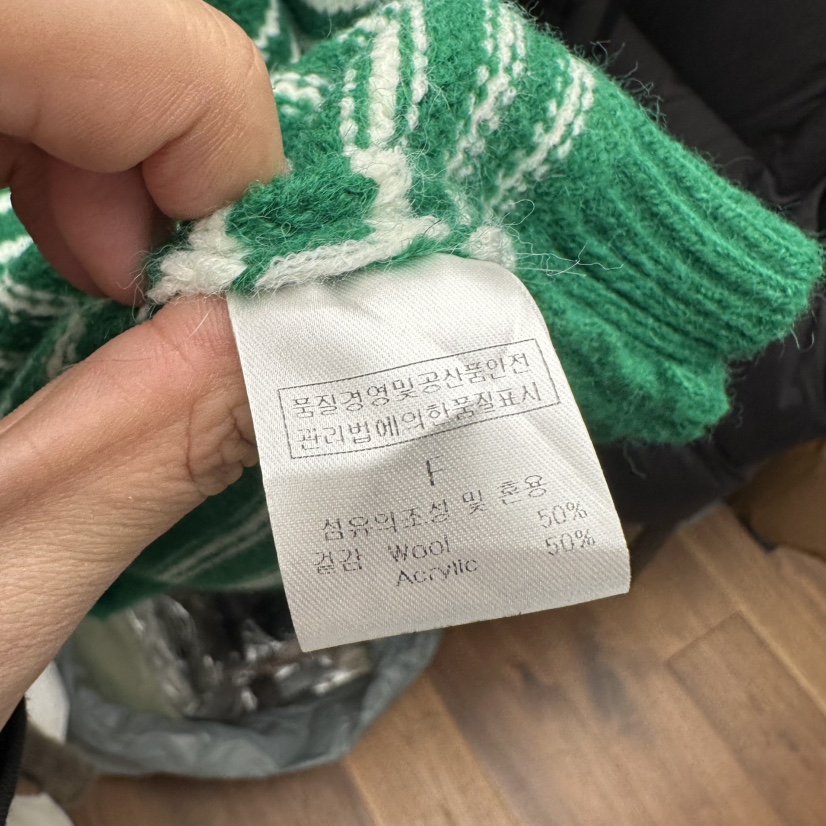 품질경영및공산품안전
관리법에의한품질표시
F
섬유의조성 및 혼용
겉감 Wool 50%
Acrylic 50%